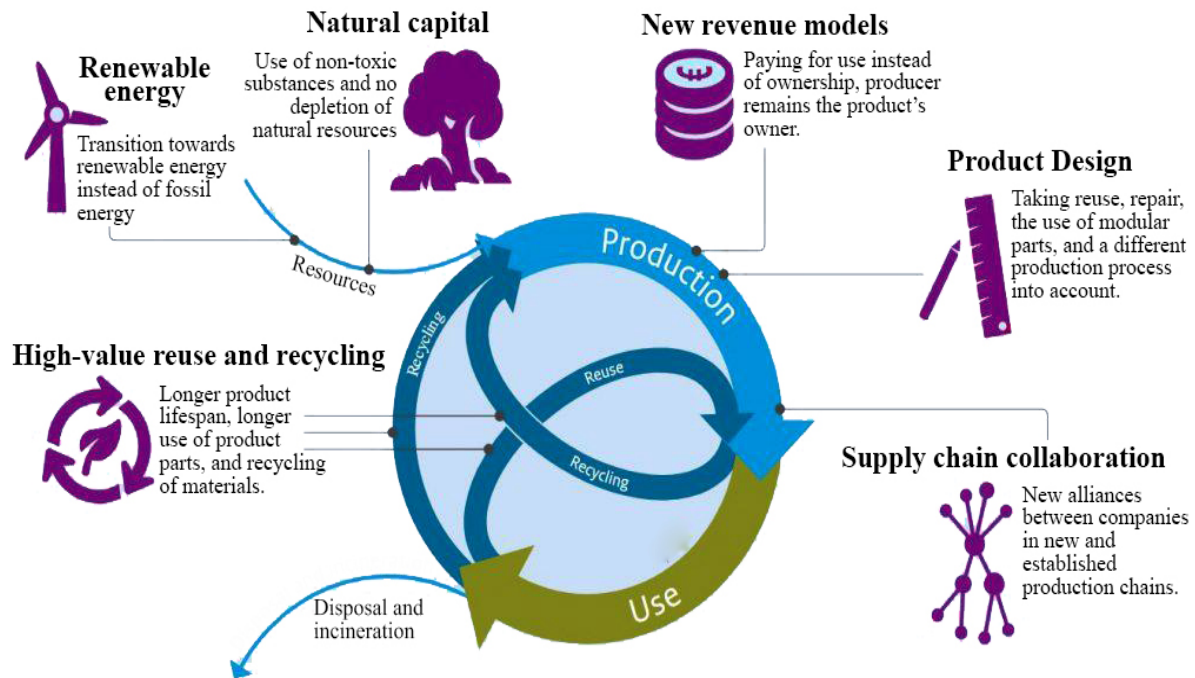 Natural capital
Use of non-toxic
substances and no
depletion of
natural resources
New revenue models
Paying for use instead
of ownership, producer
remains the product's
owner.
Renewable
energy
Transition towards
renewable energy
instead of fossil
energy
Product Design
Taking reuse, repair,
the use of modular
parts, and a different
production process
into account.
Resources
Production
Recycling
Reuse
Recycling
Use
High-value reuse and recycling
Longer product
lifespan, longer
use of product
parts, and recycling
of materials.
Supply chain collaboration
New alliances
between companies
in new and
established
production chains.
Disposal and
incineration